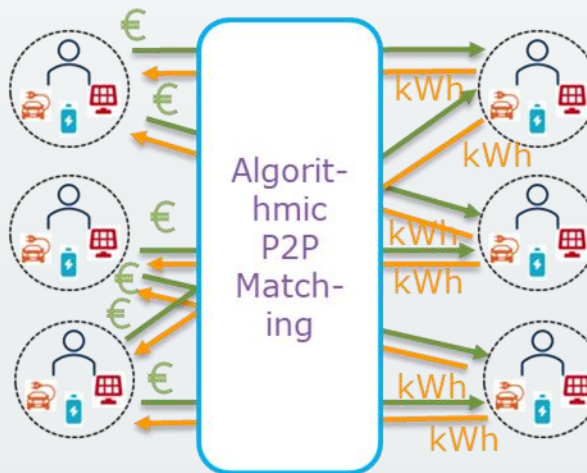 €
kWh
€
kWh
Algorit-
hmic
P2P
Match-
ing
€
kWh
€
kWh
€
€
kWh
kWh